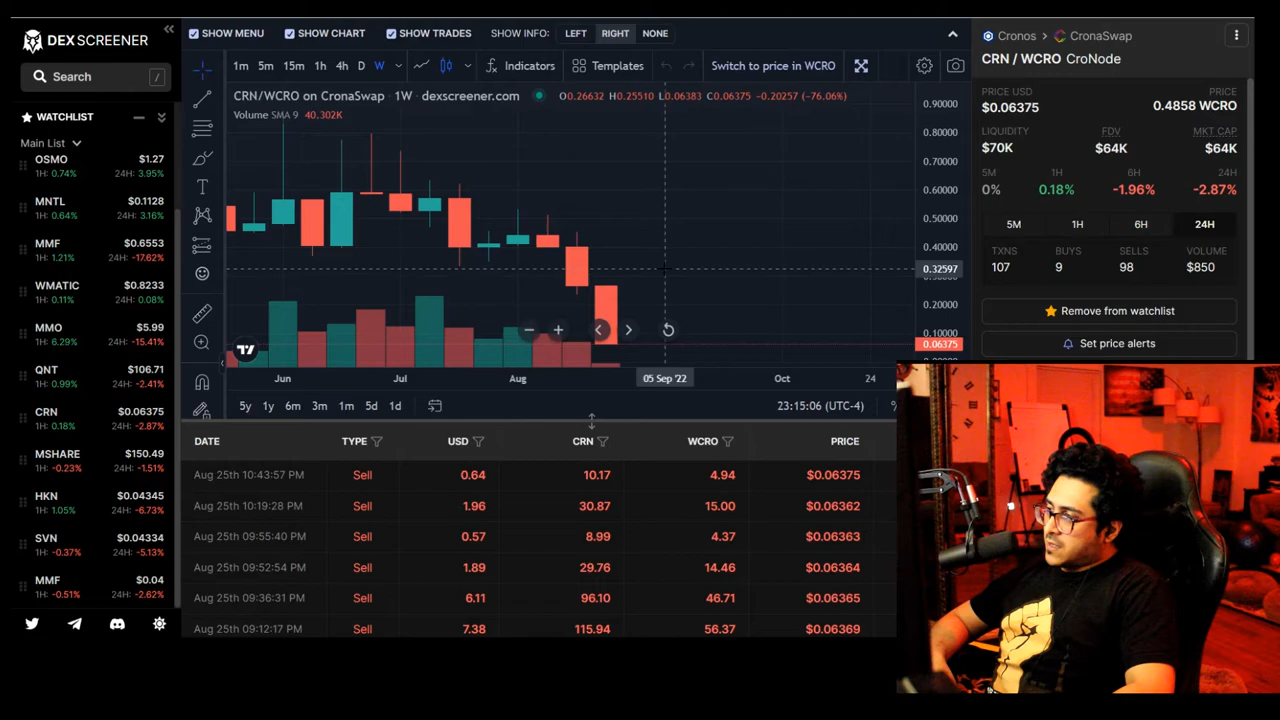 DEX SCREENER
«
Search /
WATCHLIST
Main List
OSMO $1.27
1H: 0.74% 24H: 3.95%
MNTL $0.1128
1H: 0.64% 24H: 3.16%
MMF $0.6553
1H: 1.21% 24H: -17.62%
WMATIC $0.8233
1H: 0.11% 24H: 0.08%
MMO $5.99
1H: 6.29% 24H: -15.41%
QNT $106.71
1H: 0.99% 24H: -2.41%
CRN $0.06375
1H: 0.18% 24H: -2.87%
MSHARE $150.49
1H: -0.23% 24H: -1.51%
HKN $0.04345
1H: 1.05% 24H: -6.73%
SVN $0.04334
1H: -0.37% 24H: -5.13%
MMF $0.04
1H: -0.51% 24H: -2.62%
SHOW MENU SHOW CHART SHOW TRADES SHOW INFO: LEFT RIGHT NONE
1m 5m 15m 1h 4h D W Indicators Templates Switch to price in WCRO
CRN/WCRO on CronaSwap · 1W · dexscreener.com O0.26632 H0.25510 L0.06383 C0.06375 -0.20257 (-76.06%)
Volume SMA 9 40.302K
0.90000
0.80000
0.70000
0.60000
0.50000
0.40000
0.32597
0.20000
0.10000
0.06375
Jun Jul Aug 05 Sep '22 Oct 24
5y 1y 6m 3m 1m 5d 1d 23:15:06 (UTC-4) %
DATE TYPE USD CRN WCRO PRICE
Aug 25th 10:43:57 PM Sell 0.64 10.17 4.94 $0.06375
Aug 25th 10:19:28 PM Sell 1.96 30.87 15.00 $0.06362
Aug 25th 09:55:40 PM Sell 0.57 8.99 4.37 $0.06363
Aug 25th 09:52:54 PM Sell 1.89 29.76 14.46 $0.06364
Aug 25th 09:36:31 PM Sell 6.11 96.10 46.71 $0.06365
Aug 25th 09:12:17 PM Sell 7.38 115.94 56.37 $0.06369
Cronos > CronaSwap
CRN / WCRO CroNode
PRICE USD PRICE
$0.06375 0.4858 WCRO
LIQUIDITY FDV MKT CAP
$70K $64K $64K
5M 1H 6H 24H
0% 0.18% -1.96% -2.87%
5M 1H 6H 24H
TXNS BUYS SELLS VOLUME
107 9 98 $850
Remove from watchlist
Set price alerts